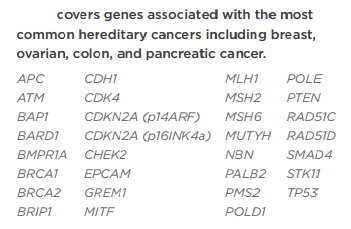 covers genes associated with the most
common hereditary cancers including breast,
ovarian, colon, and pancreatic cancer.
APC CDH1 MLH1 POLE
ATM CDK4 MSH2 PTEN
BAP1 CDKN2A (p14ARF) MSH6 RAD51C
BARD1 CDKN2A (p16INK4a) MUTYH RAD51D
BMPR1A CHEK2 NBN SMAD4
BRCA1 EPCAM PALB2 STK11
BRCA2 GREM1 PMS2 TP53
BRIP1 MITF POLD1